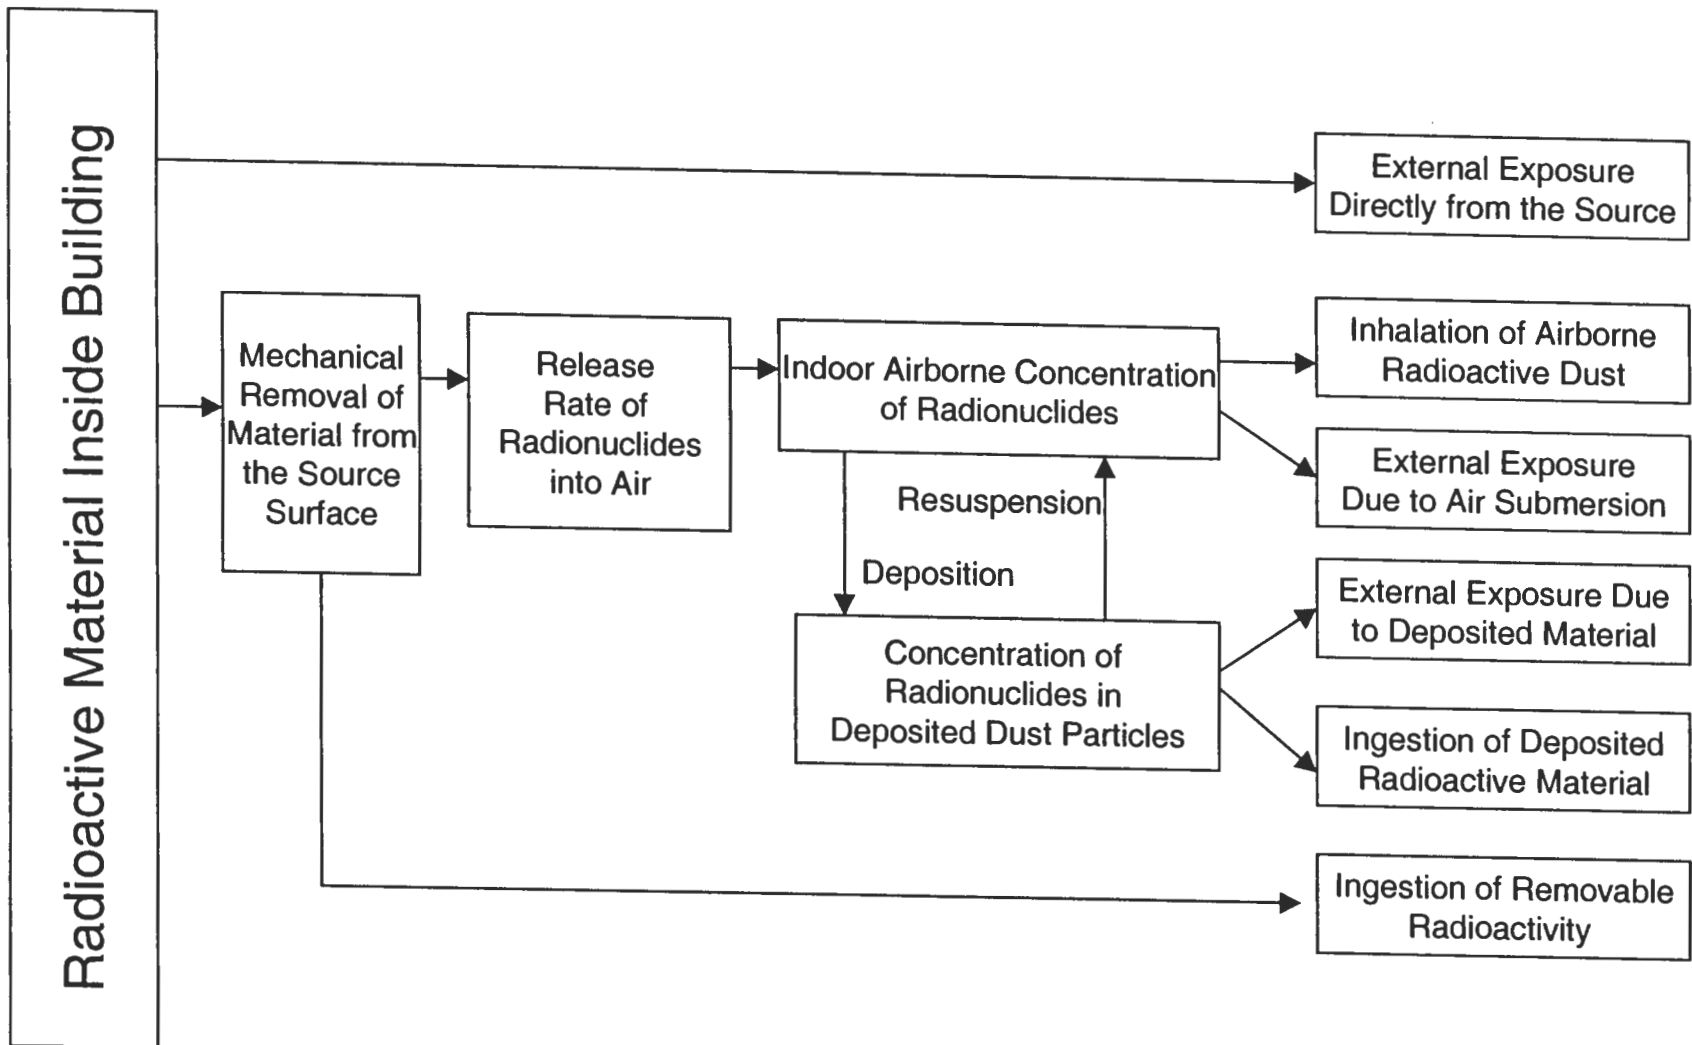 Radioactive Material Inside Building
External Exposure
Directly from the Source
Mechanical
Removal of
Material from
the Source
Surface
Release
Rate of
Radionuclides
into Air
Indoor Airborne Concentration
of Radionuclides
Inhalation of Airborne
Radioactive Dust
External Exposure
Due to Air Submersion
Resuspension
Deposition
Concentration of
Radionuclides in
Deposited Dust Particles
External Exposure Due
to Deposited Material
Ingestion of Deposited
Radioactive Material
Ingestion of Removable
Radioactivity